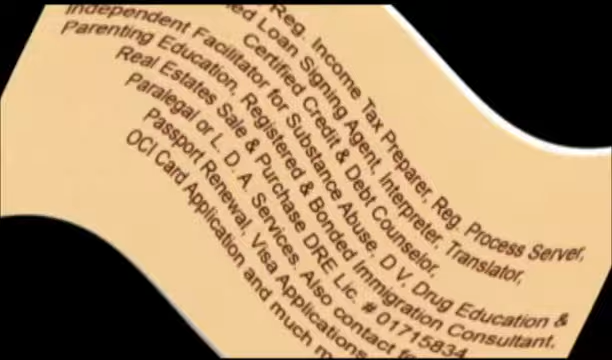 Reg. Income Tax Preparer, Reg. Process Server,
Loan Signing Agent, Interpreter, Translator,
Certified Credit & Debt Counselor,
Independent Facilitator for Substance Abuse, D V, Drug Education &
Parenting Education, Registered & Bonded Immigration Consultant.
Real Estates Sale & Purchase DRE Lic. # 01715834
Paralegal or L. D. A. Services, Also contact
Passport Renewal, Visa Applications
OCI Card Application and much